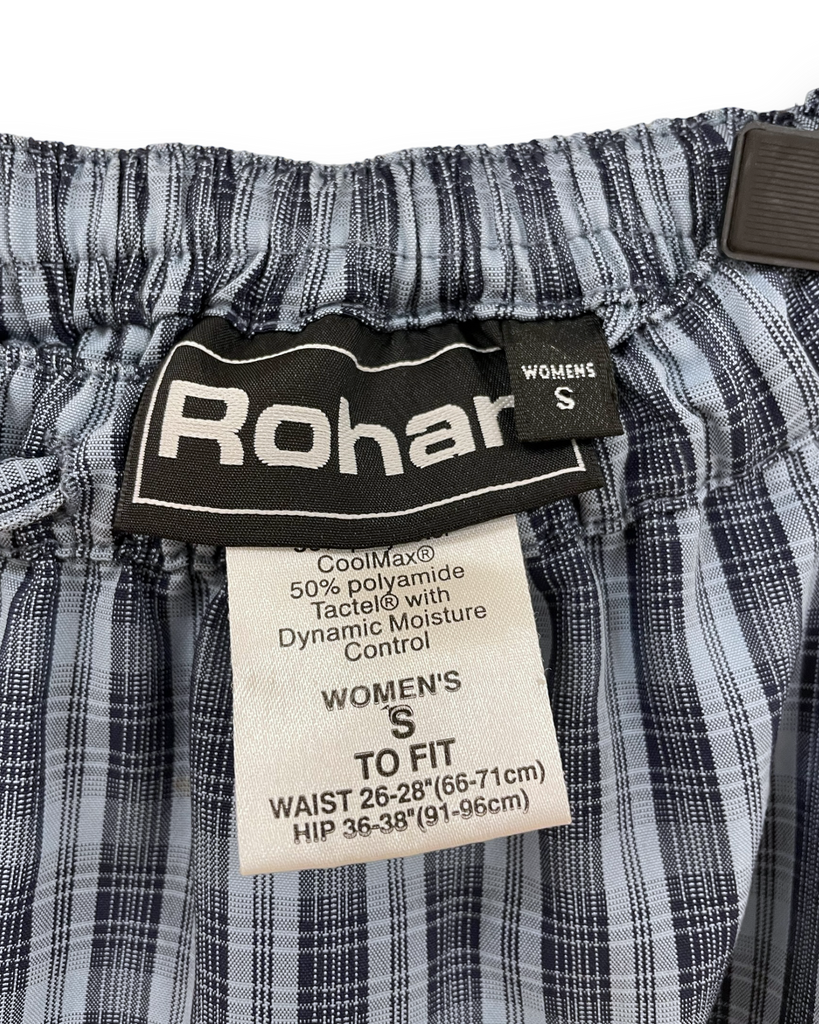 Rohan
WOMENS
S
CoolMax®
50% polyamide
Tactel® with
Dynamic Moisture
Control
WOMEN'S
S
TO FIT
WAIST 26-28"(66-71cm)
HIP 36-38"(91-96cm)